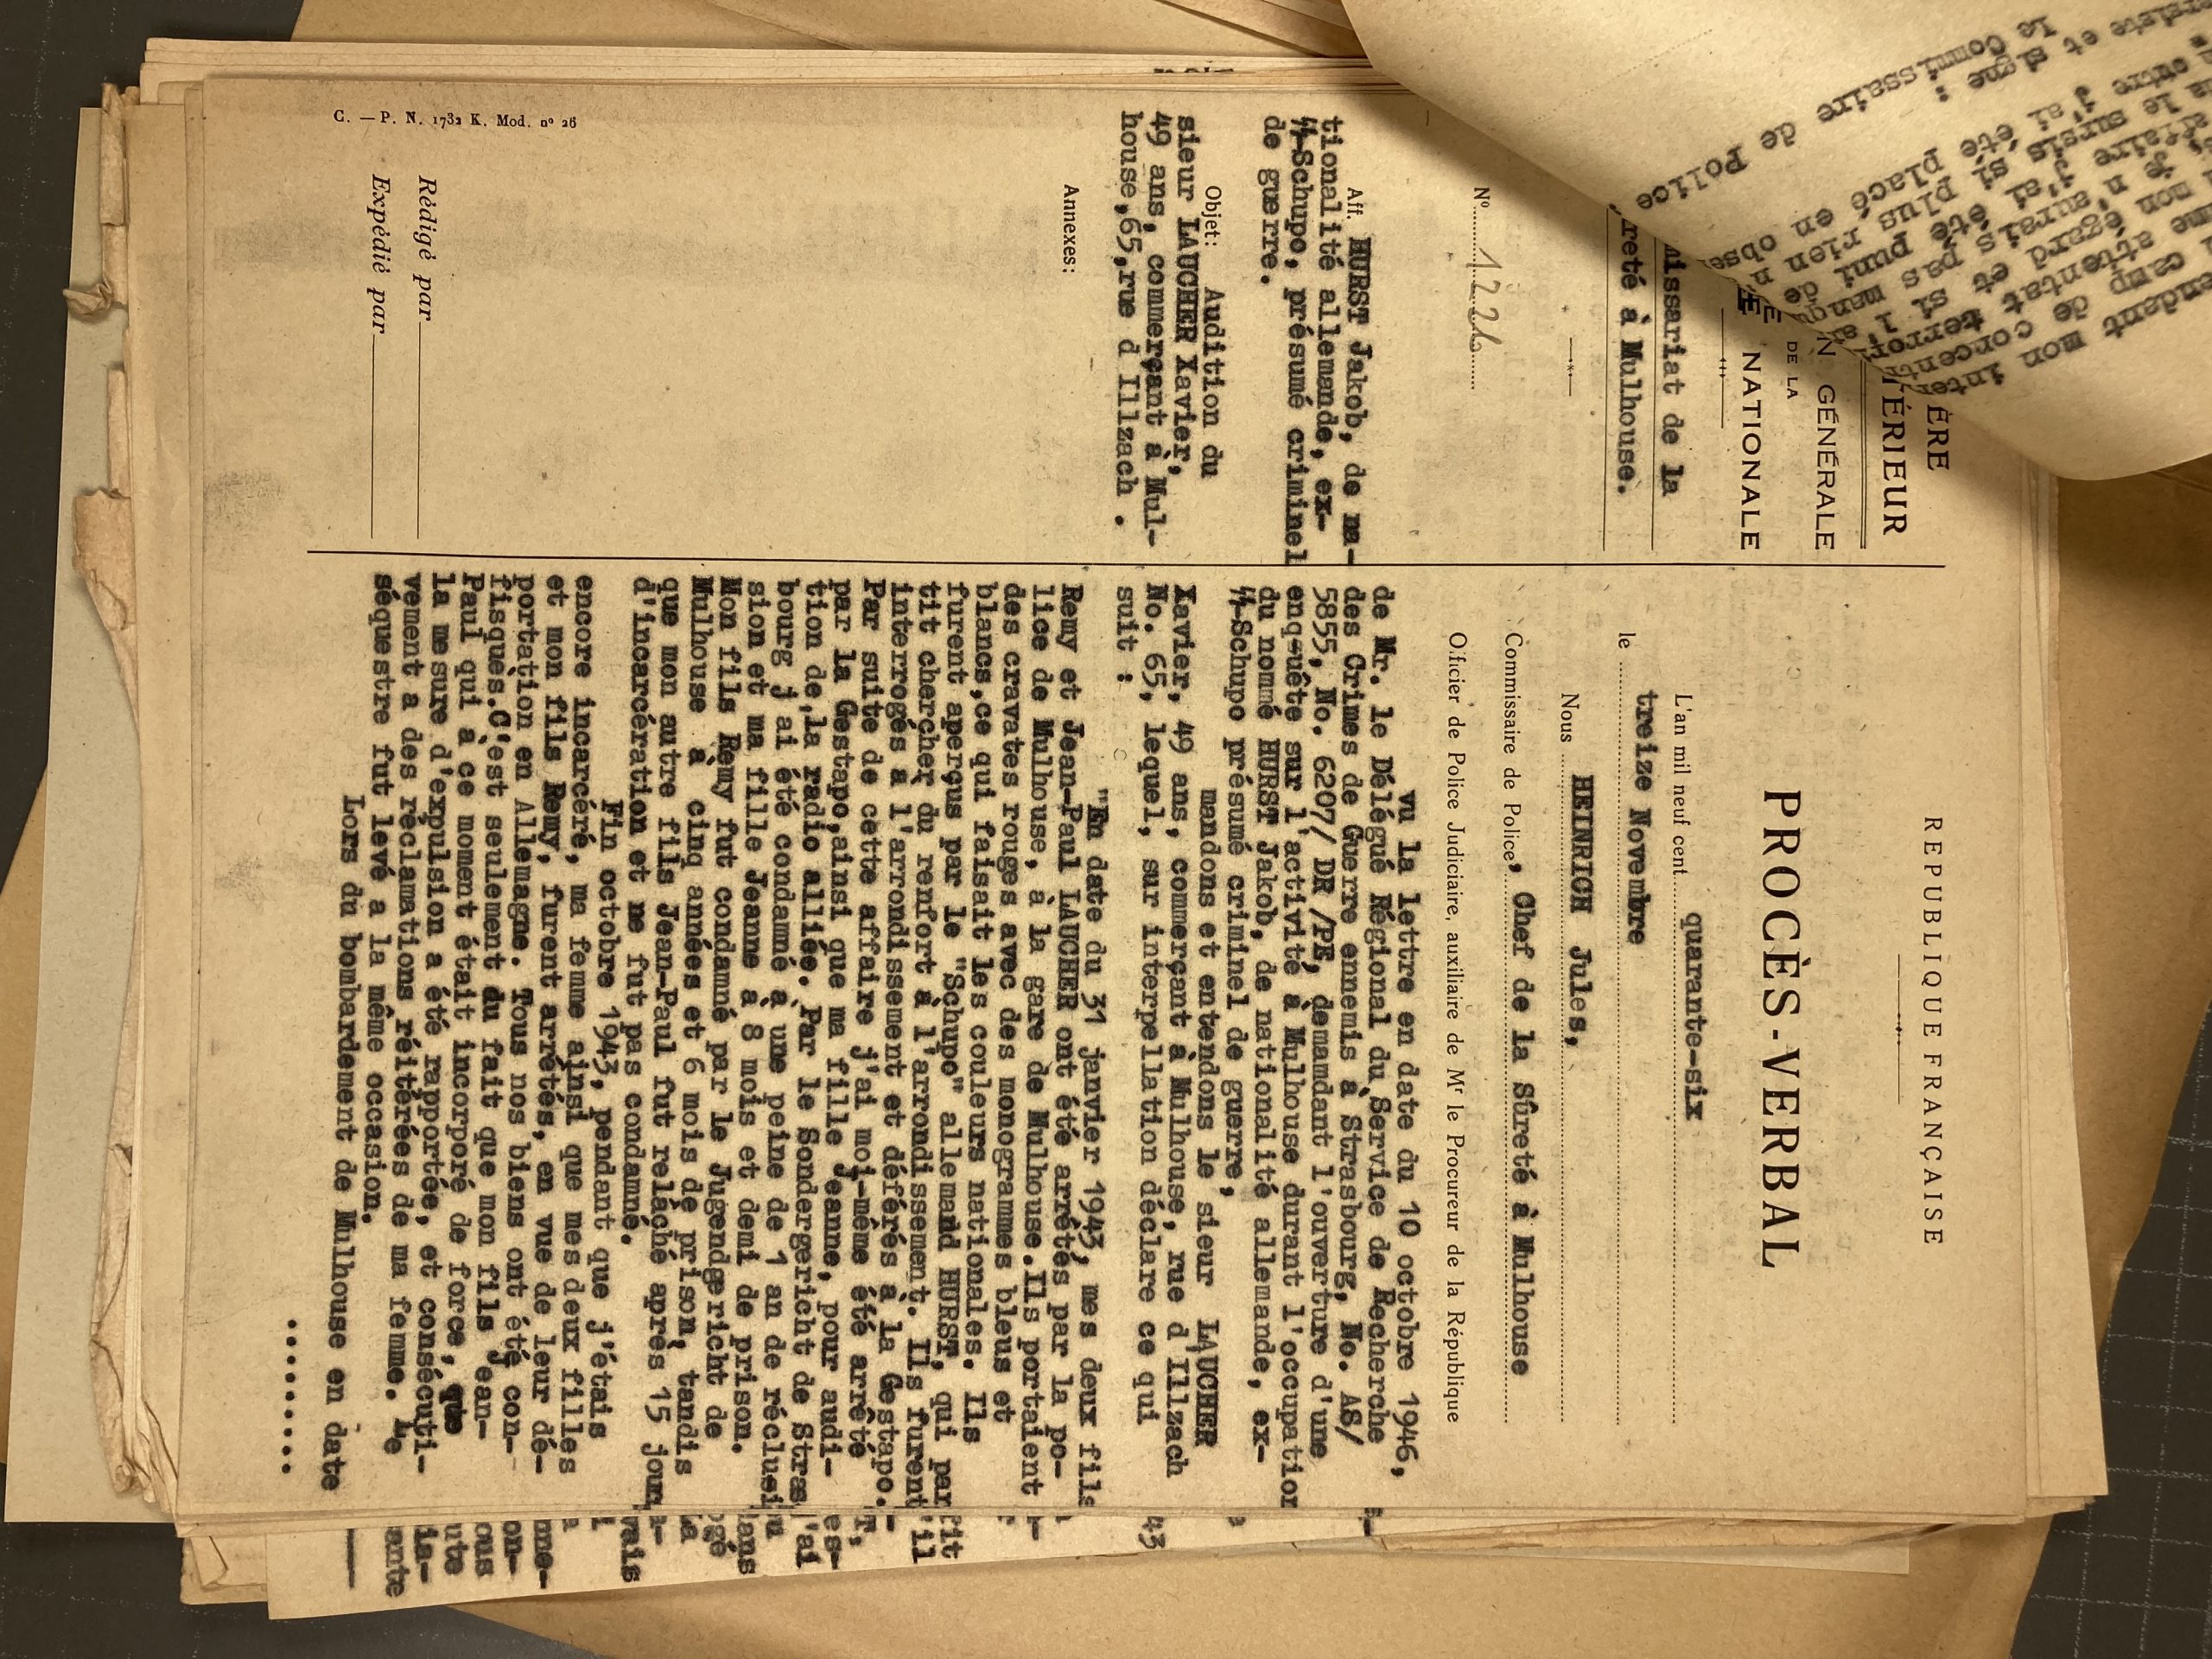 REPUBLIQUE FRANÇAISE
PROCÈS-VERBAL
ÈRE
TÉRIEUR
N GÉNÉRALE
DE LA
NATIONALE
missariat de la
reté à Mulhouse.
N° 1226
Aff. HURST Jakob, de na-
tionalité allemande, ex-
SS-Schupo, présumé criminel
de guerre.
Objet: Audition du
sieur LAUCHER Xavier,
49 ans, commerçant à Mul-
house,65,rue d Illzach .
Annexes:
Rédigé par
Expédié par
C. — P. N. 1732 K. Mod. n° 26
L'an mil neuf cent quarante-six
le treize Novembre
Nous HEINRICH Jules,
Commissaire de Police, Chef de la Sûreté à Mulhouse
Officier de Police Judiciaire, auxiliaire de Mr le Procureur de la République
vu la lettre en date du 10 octobre 1946,
de Mr. le Délégué Régional du Service de Recherche
des Crimes de Guerre ennemis à Strasbourg, No. AS/
5855, No. 6207/ DR /PE, demandant l'ouverture d'une
enquête sur l'activité à Mulhouse durant l'occupation
du nommé HURST Jakob, de nationalité allemande, ex-
SS-Schupo présumé criminel de guerre,
mandons et entendons le sieur LAUCHER
Xavier, 49 ans, commerçant à Mulhouse, rue d'Illzach
No. 65, lequel, sur interpellation déclare ce qui
suit :
"En date du 31 janvier 1943, mes deux fils
Remy et Jean-Paul LAUCHER ont été arrêtés par la po-
lice de Mulhouse, à la gare de Mulhouse.Ils portaient
des cravates rouges avec des monogrammes bleus et
blancs,ce qui faisait les couleurs nationales. Ils
furent aperçus par le "Schupo" allemand HURST, qui par
tit chercher du renfort à l'arrondissement. Ils furent
interrogés a l'arrondissement et déférés à la Gestapo.
Par suite de cette affaire j'ai moi-même été arrêté
par la Gestapo,ainsi que ma fille Jeanne, pour audi-
tion de la radio alliée. Par le Sondergericht de Stras
bourg j ai été condamné à une peine de 1 an de réclusi
sion et ma fille Jeanne a 8 mois et demi de prison.
Mon fils Remy fut condamné par le Jugendgericht de
Mulhouse a cinq années et 6 mois de prison, tandis
que mon autre fils Jean-Paul fut relâché après 15 jour
d'incarcération et ne fut pas condamné.
Fin octobre 1943, pendant que j'étais
encore incarcéré, ma femme ainsi que mes deux filles
et mon fils Remy, furent arrêtés, en vue de leur dé-
portation en Allemagne. Tous nos biens ont été con-
fisqués.C'est seulement du fait que mon fils Jean-
Paul qui à ce moment était incorporé de force, que
la mesure d'expulsion a été rapportée, et consécuti-
vement a des réclamations réitérées de ma femme. Le
séquestre fut levé a la même occasion.
Lors du bombardement de Mulhouse en date
.........
le Commissaire de Police